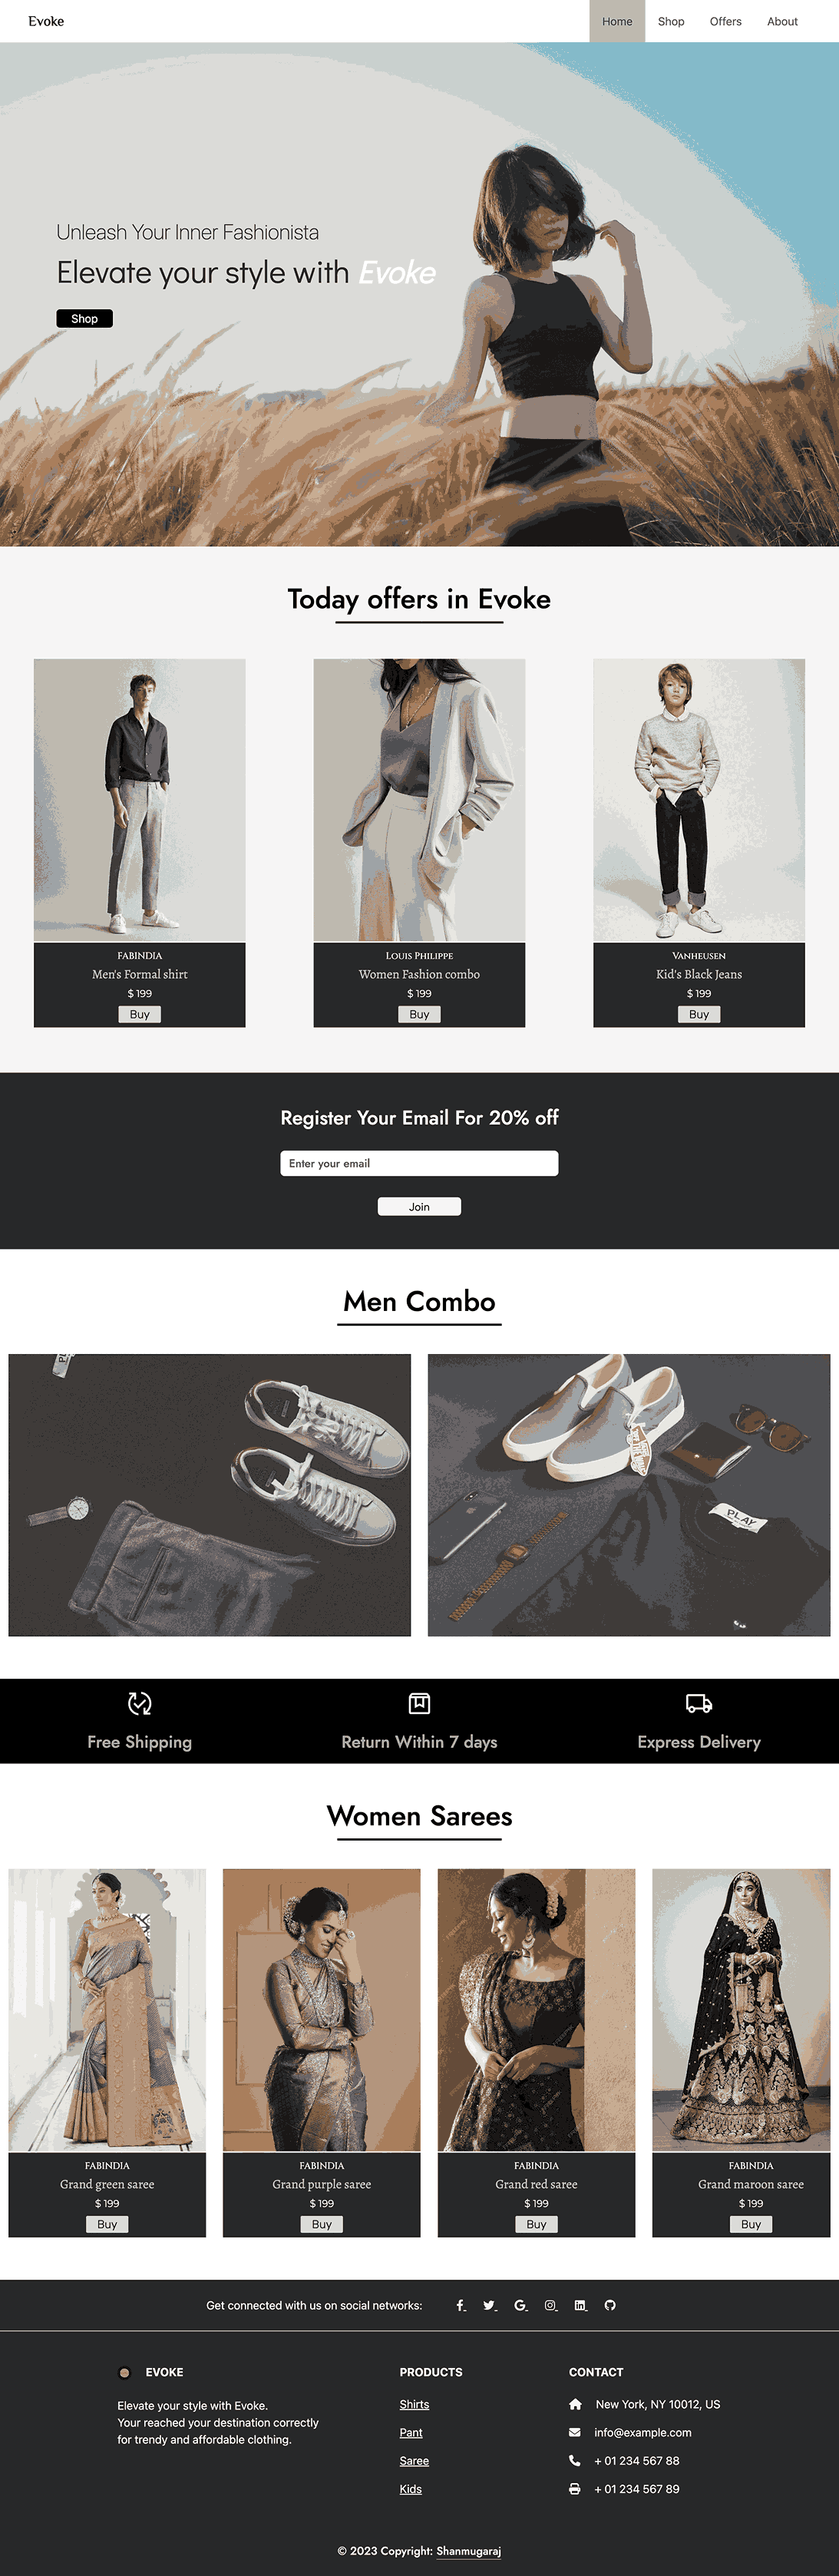 Evoke
Home Shop Offers About
Unleash Your Inner Fashionista
Elevate your style with Evoke
Shop
Today offers in Evoke
FABINDIA
Men's Formal shirt
$ 199
Buy
Louis Philippe
Women Fashion combo
$ 199
Buy
Vanheusen
Kid's Black Jeans
$ 199
Buy
Register Your Email For 20% off
Enter your email
Join
Men Combo
PLAY
Free Shipping
Return Within 7 days
Express Delivery
Women Sarees
FABINDIA
Grand green saree
$ 199
Buy
FABINDIA
Grand purple saree
$ 199
Buy
FABINDIA
Grand red saree
$ 199
Buy
FABINDIA
Grand maroon saree
$ 199
Buy
Get connected with us on social networks:
EVOKE
Elevate your style with Evoke.
Your reached your destination correctly
for trendy and affordable clothing.
PRODUCTS
Shirts
Pant
Saree
Kids
CONTACT
New York, NY 10012, US
info@example.com
+ 01 234 567 88
+ 01 234 567 89
© 2023 Copyright: Shanmugaraj